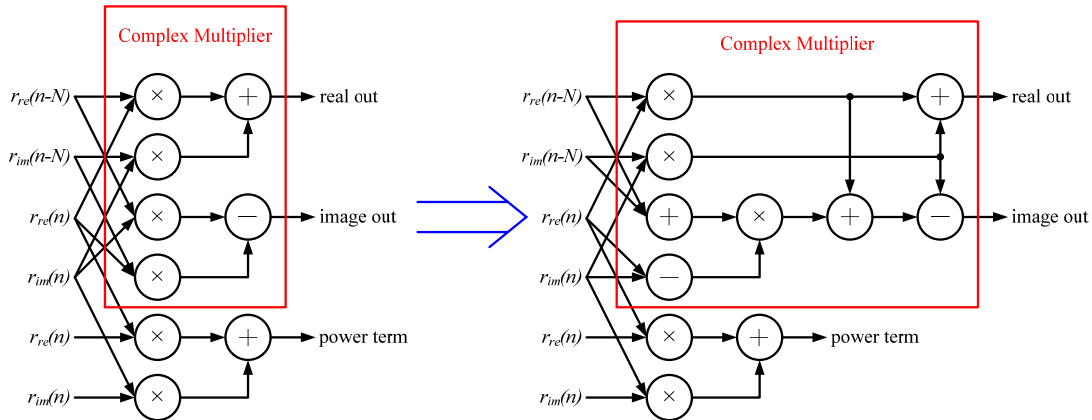 Complex Multiplier
r_re(n-N)
r_im(n-N)
r_re(n)
r_im(n)
r_re(n)
r_im(n)
×
×
×
×
×
×
+
−
+
real out
image out
power term
Complex Multiplier
r_re(n-N)
r_im(n-N)
r_re(n)
r_im(n)
r_re(n)
r_im(n)
×
×
+
−
×
×
×
+
+
−
+
real out
image out
power term